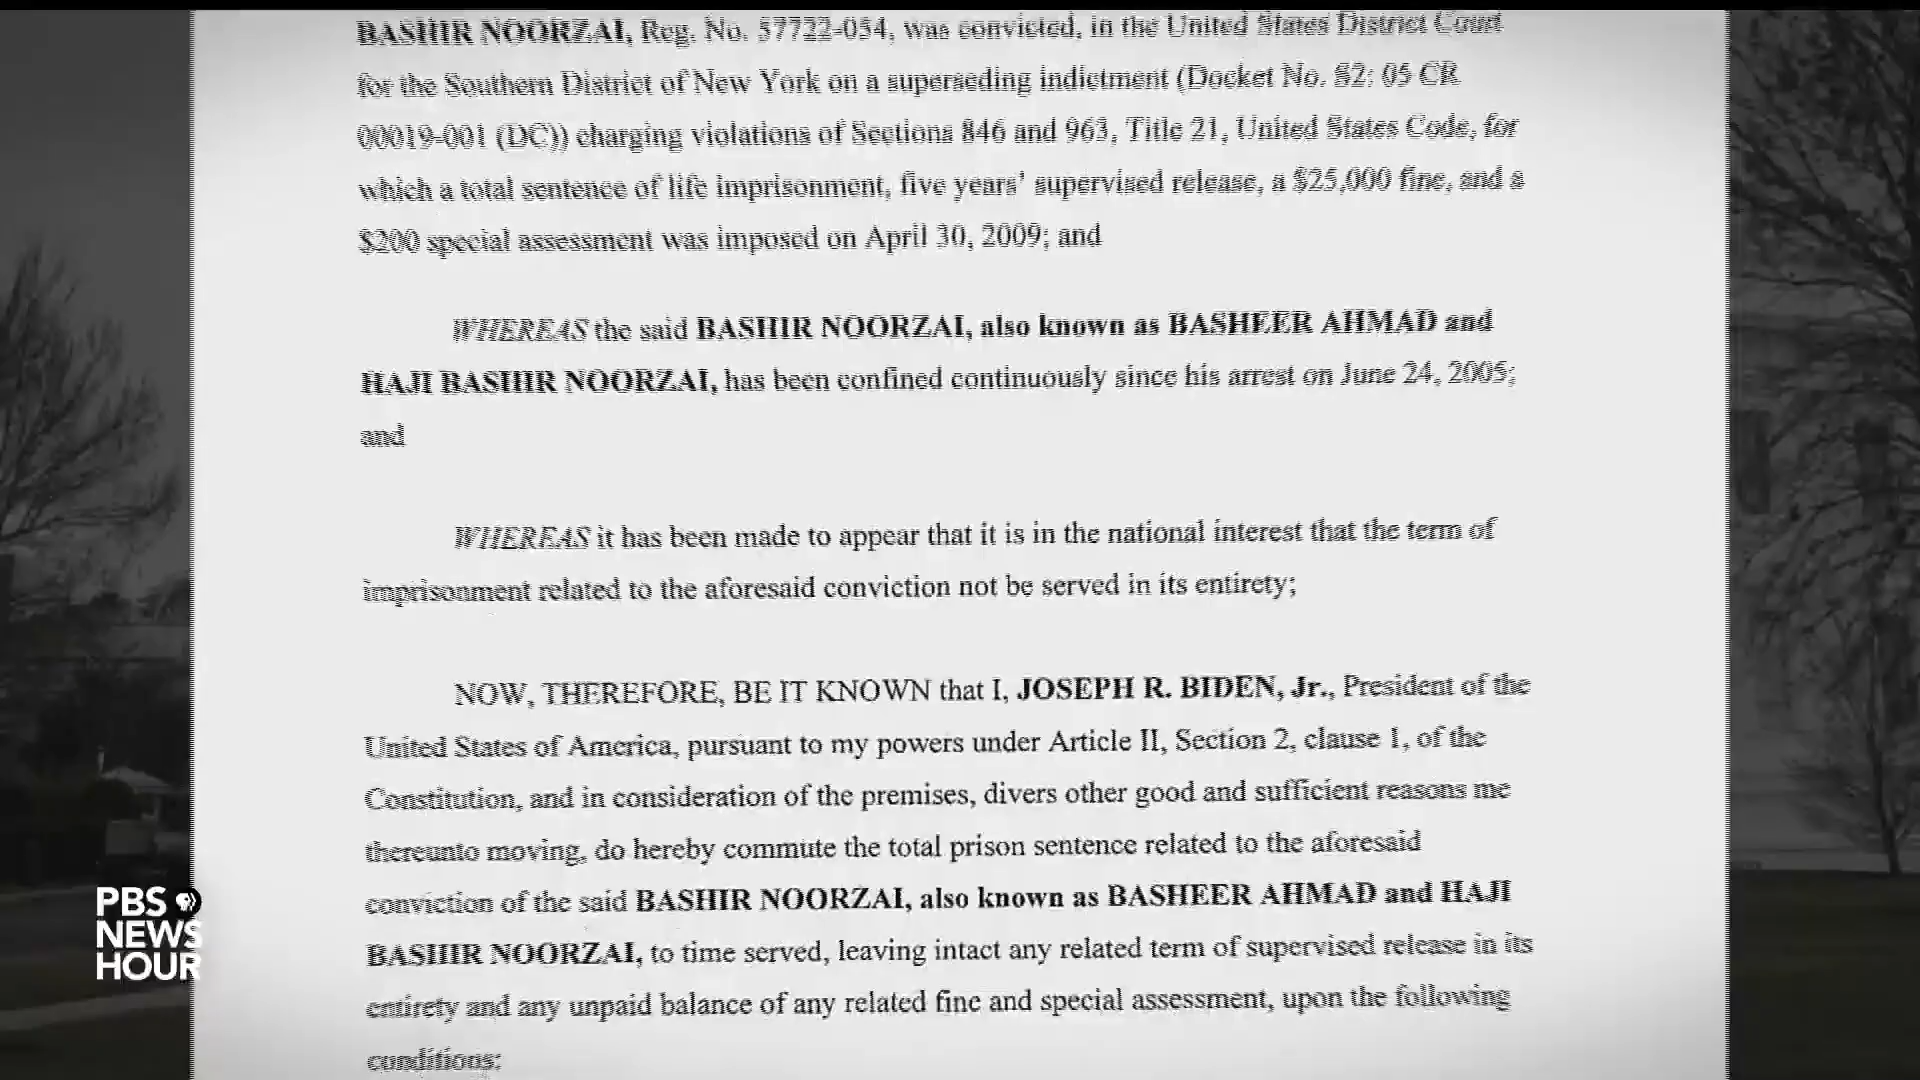 BASHIR NOORZAI, Reg. No. 57722-054, was convicted, in the United States District Court
for the Southern District of New York on a superseding indictment (Docket No. S2: 05 CR
00019-001 (DC)) charging violations of Sections 846 and 963, Title 21, United States Code, for
which a total sentence of life imprisonment, five years' supervised release, a $25,000 fine, and a
$200 special assessment was imposed on April 30, 2009; and
WHEREAS the said BASHIR NOORZAI, also known as BASHEER AHMAD and
HAJI BASHIR NOORZAI, has been confined continuously since his arrest on June 24, 2005;
and
WHEREAS it has been made to appear that it is in the national interest that the term of
imprisonment related to the aforesaid conviction not be served in its entirety;
NOW, THEREFORE, BE IT KNOWN that I, JOSEPH R. BIDEN, Jr., President of the
United States of America, pursuant to my powers under Article II, Section 2, clause 1, of the
Constitution, and in consideration of the premises, divers other good and sufficient reasons me
thereunto moving, do hereby commute the total prison sentence related to the aforesaid
conviction of the said BASHIR NOORZAI, also known as BASHEER AHMAD and HAJI
BASHIR NOORZAI, to time served, leaving intact any related term of supervised release in its
entirety and any unpaid balance of any related fine and special assessment, upon the following
conditions:
PBS
NEWS
HOUR